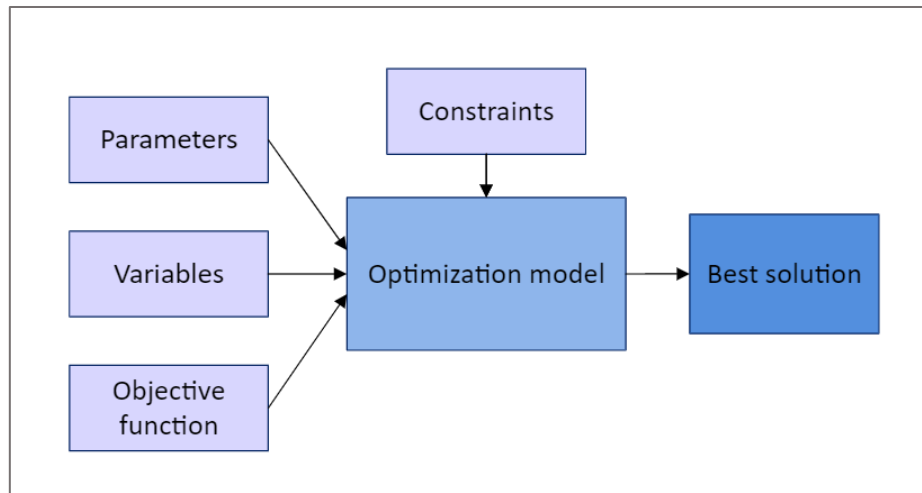 Parameters
Constraints
Variables
Optimization model
Best solution
Objective
function